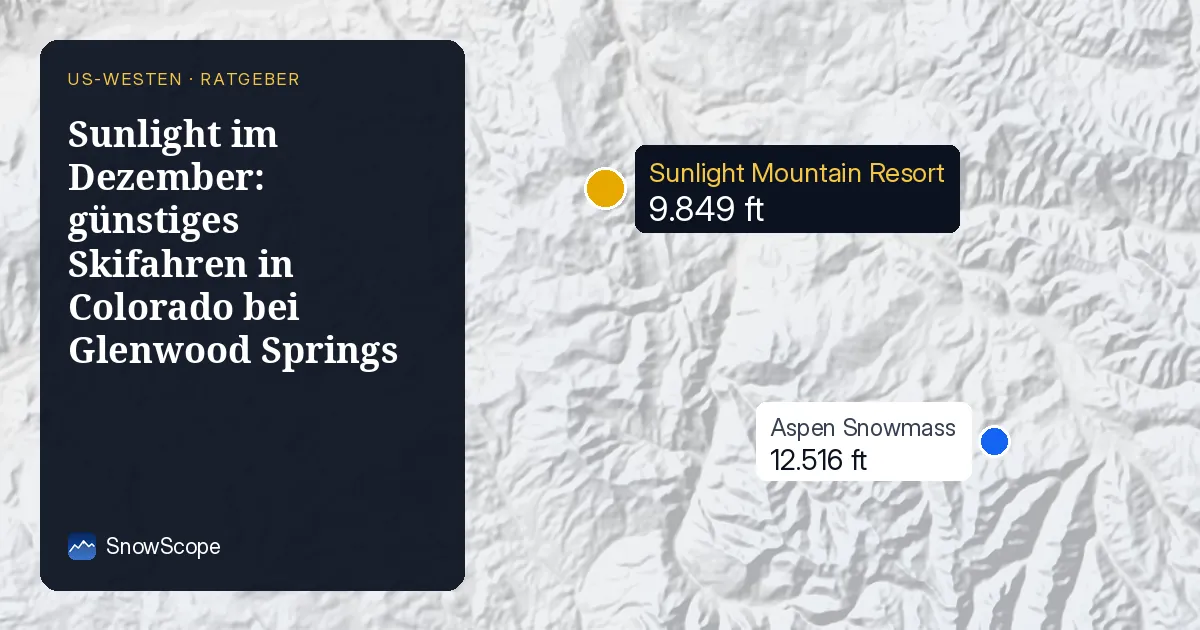 US-WESTEN · RATGEBER
Sunlight im
Dezember:
günstiges
Skifahren in
Colorado bei
Glenwood Springs
SnowScope
Sunlight Mountain Resort
9.849 ft
Aspen Snowmass
12.516 ft